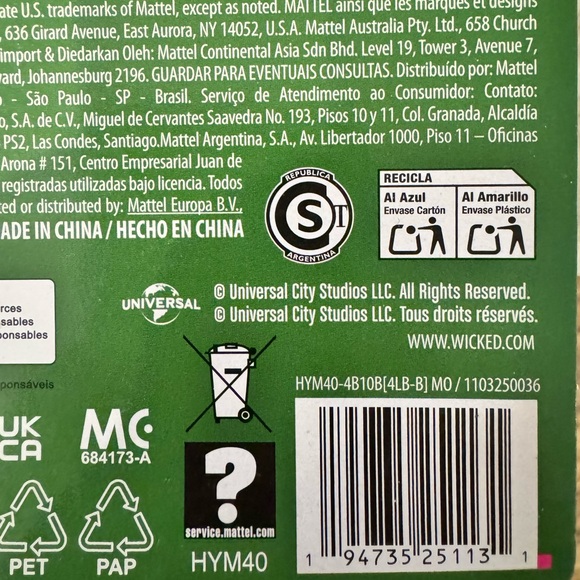 ate U.S. trademarks of Mattel, except as noted. MATTEL ainsi que les marques et designs
, 636 Girard Avenue, East Aurora, NY 14052, U.S.A. Mattel Australia Pty. Ltd., 658 Church
import & Diedarkan Oleh: Mattel Continental Asia Sdn Bhd. Level 19, Tower 3, Avenue 7,
ard, Johannesburg 2196. GUARDAR PARA EVENTUAIS CONSULTAS. Distribuído por: Mattel
o - São Paulo - SP - Brasil. Serviço de Atendimento ao Consumidor: Contato:
o, S.A. de C.V., Miguel de Cervantes Saavedra No. 193, Pisos 10 y 11, Col. Granada, Alcaldía
PS2, Las Condes, Santiago.Mattel Argentina, S.A., Av. Libertador 1000, Piso 11 – Oficinas
Arona # 151, Centro Empresarial Juan de
registradas utilizadas bajo licencia. Todos
ted or distributed by: Mattel Europa B.V.,
ADE IN CHINA / HECHO EN CHINA
REPUBLICA
CST
ARGENTINA
RECICLA
Al Azul
Envase Cartón
Al Amarillo
Envase Plástico
rces
sables
ponsables
ponsáveis
UNIVERSAL
© Universal City Studios LLC. All Rights Reserved.
© Universal City Studios LLC. Tous droits réservés.
WWW.WICKED.COM
HYM40-4B10B[4LB-B] MO / 1103250036
UK
CA
MC
684173-A
?
service.mattel.com
HYM40
PET
PAP
1 94735 25113 1